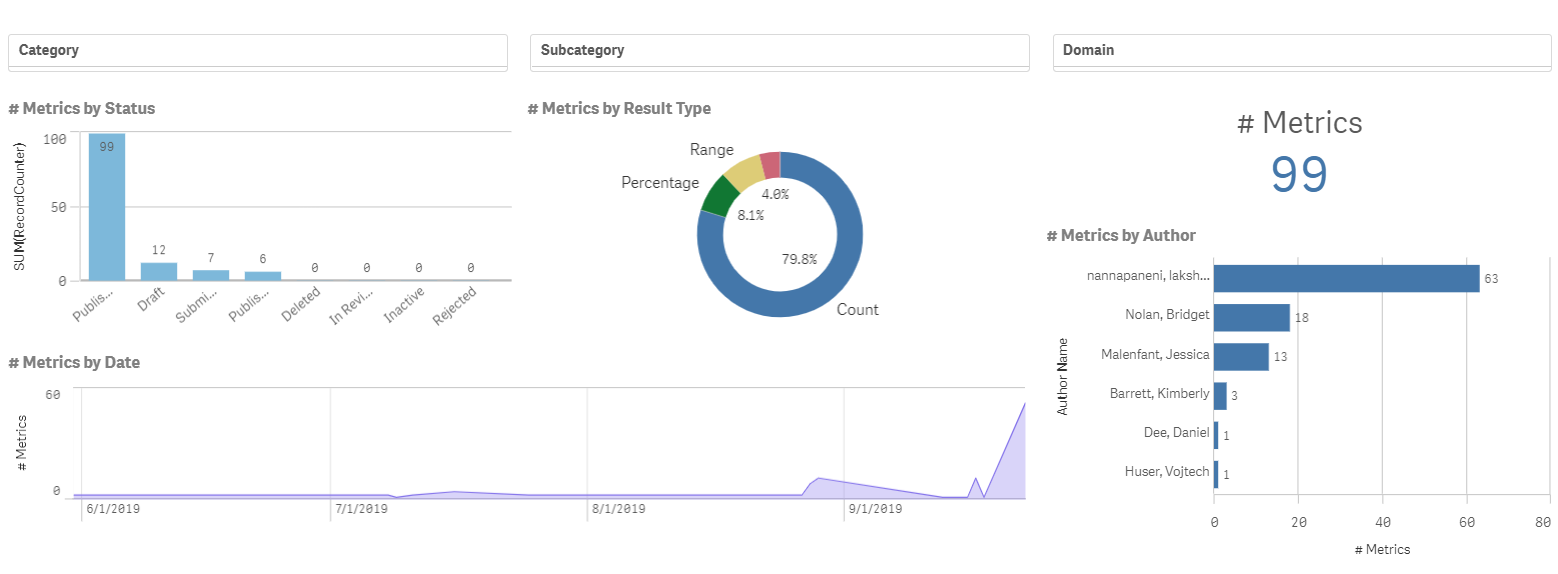 Category
Subcategory
Domain
# Metrics by Status
SUM(RecordCounter)
100
50
0
99
12
7
6
0
0
0
0
Publis...
Draft
Submi...
Publis...
Deleted
In Revi...
Inactive
Rejected
# Metrics by Result Type
Range
Percentage
4.0%
8.1%
79.8%
Count
# Metrics
99
# Metrics by Author
Author Name
nannapaneni, laksh...
63
Nolan, Bridget
18
Malenfant, Jessica
13
Barrett, Kimberly
3
Dee, Daniel
1
Huser, Vojtech
1
0
20
40
60
80
# Metrics
# Metrics by Date
# Metrics
60
0
6/1/2019
7/1/2019
8/1/2019
9/1/2019